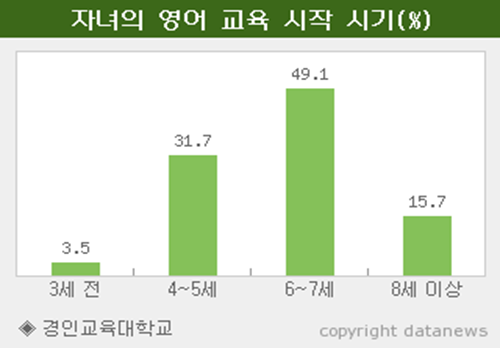 자녀의 영어 교육 시작 시기(%)
49.1
31.7
15.7
3.5
3세 전 4~5세 6~7세 8세 이상
◈ 경인교육대학교 copyright datanews